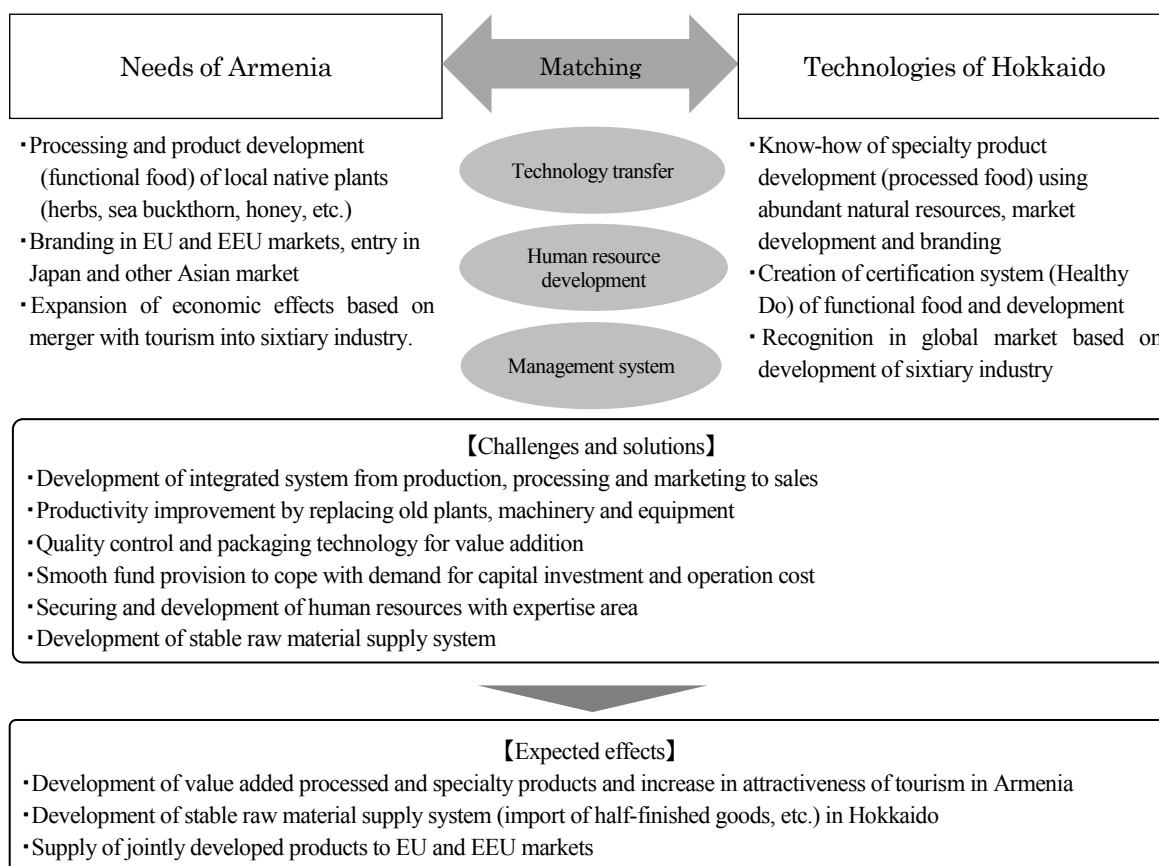 Needs of Armenia
Matching
Technologies of Hokkaido
・Processing and product development
(functional food) of local native plants
(herbs, sea buckthorn, honey, etc.)
・Branding in EU and EEU markets, entry in
Japan and other Asian market
・Expansion of economic effects based on
merger with tourism into sixtiary industry.
Technology transfer
Human resource
development
Management system
・Know-how of specialty product
development (processed food) using
abundant natural resources, market
development and branding
・Creation of certification system (Healthy
Do) of functional food and development
・Recognition in global market based on
development of sixtiary industry
【Challenges and solutions】
・Development of integrated system from production, processing and marketing to sales
・Productivity improvement by replacing old plants, machinery and equipment
・Quality control and packaging technology for value addition
・Smooth fund provision to cope with demand for capital investment and operation cost
・Securing and development of human resources with expertise area
・Development of stable raw material supply system
【Expected effects】
・Development of value added processed and specialty products and increase in attractiveness of tourism in Armenia
・Development of stable raw material supply system (import of half-finished goods, etc.) in Hokkaido
・Supply of jointly developed products to EU and EEU markets